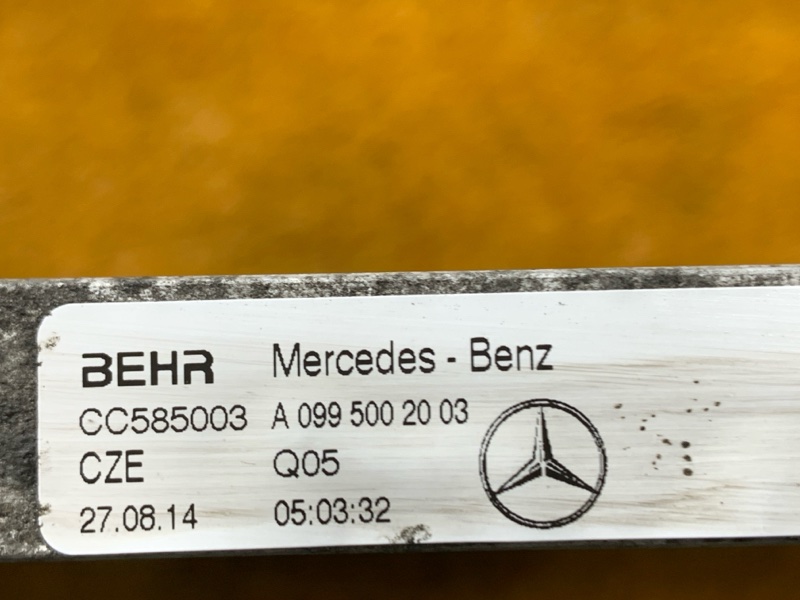 BEHR Mercedes - Benz
CC585003 A 099 500 20 03
CZE Q05
27.08.14 05:03:32